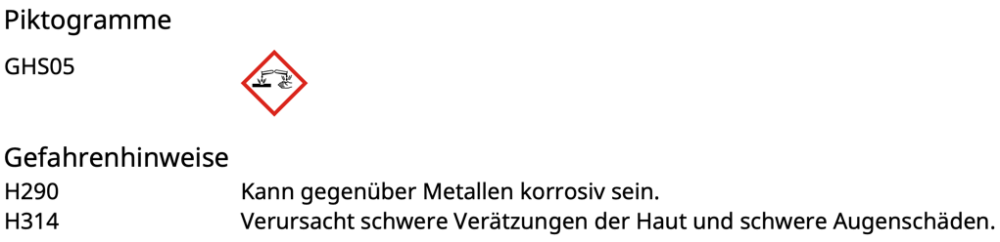 Piktogramme
GHS05
Gefahrenhinweise
H290 Kann gegenüber Metallen korrosiv sein.
H314 Verursacht schwere Verätzungen der Haut und schwere Augenschäden.